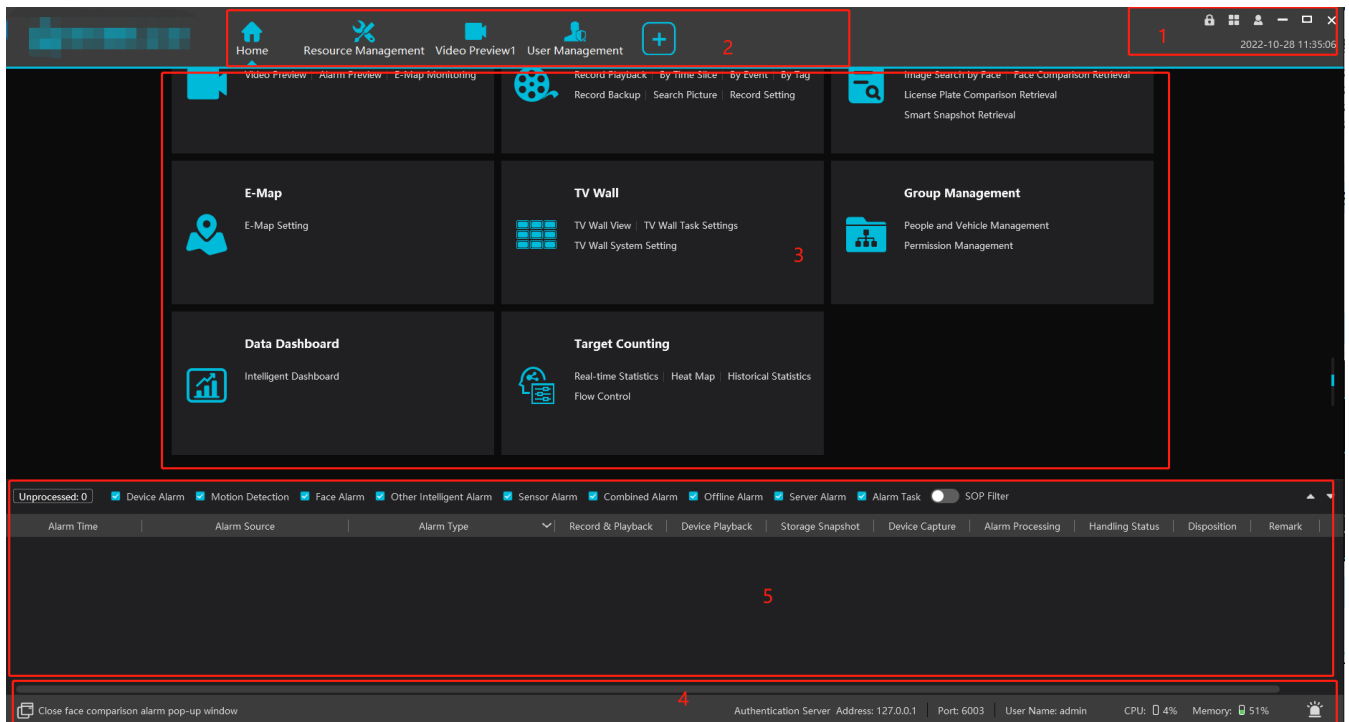 2022-10-28 11:35:06
1
Home
Resource Management
Video Preview1
User Management
2
Video Preview | Alarm Preview | E-Map Monitoring
Record Playback | By Time Slice | By Event | By Tag
Record Backup | Search Picture | Record Setting
Image Search by Face | Face Comparison Retrieval
License Plate Comparison Retrieval
Smart Snapshot Retrieval
E-Map
E-Map Setting
TV Wall
TV Wall View | TV Wall Task Settings
TV Wall System Setting
3
Group Management
People and Vehicle Management
Permission Management
Data Dashboard
Intelligent Dashboard
Target Counting
Real-time Statistics | Heat Map | Historical Statistics
Flow Control
Unprocessed: 0 Device Alarm Motion Detection Face Alarm Other Intelligent Alarm Sensor Alarm Combined Alarm Offline Alarm Server Alarm Alarm Task SOP Filter
Alarm Time | Alarm Source | Alarm Type | Record & Playback | Device Playback | Storage Snapshot | Device Capture | Alarm Processing | Handling Status | Disposition | Remark
5
4
Close face comparison alarm pop-up window
Authentication Server Address: 127.0.0.1 | Port: 6003 | User Name: admin CPU: 4% Memory: 51%